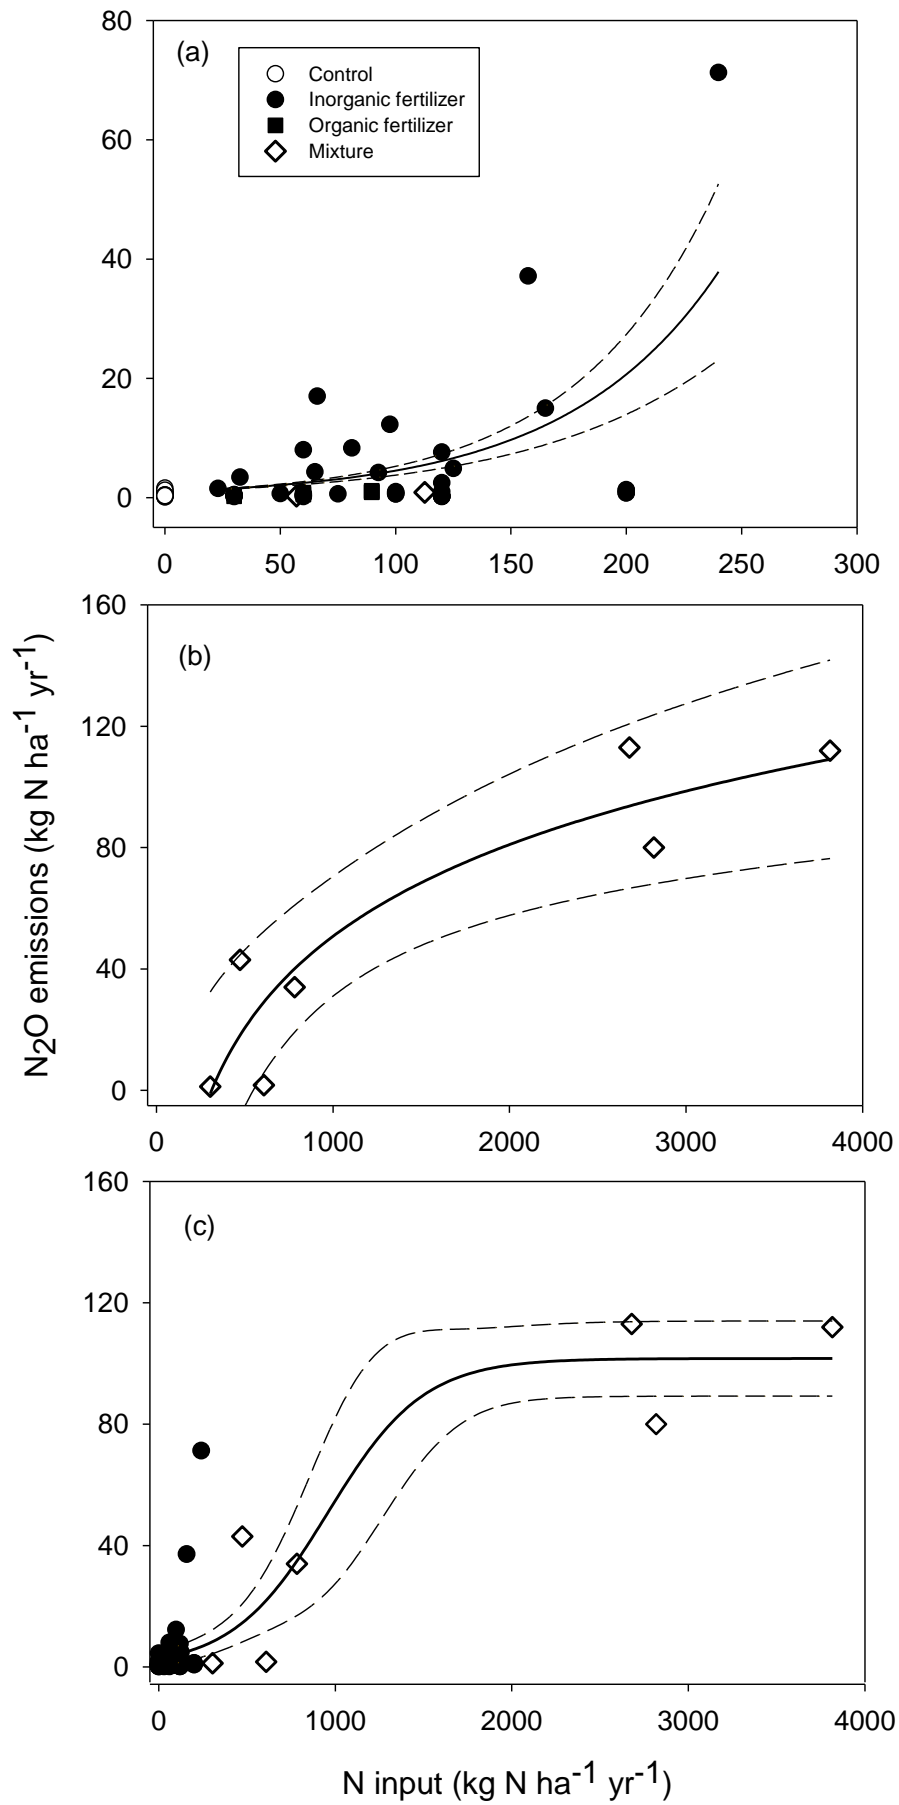 80
(a)
Control
Inorganic fertilizer
Organic fertilizer
Mixture
60
40
20
0
0 50 100 150 200 250 300
160
(b)
120
80
40
0
0 1000 2000 3000 4000
N2O emissions (kg N ha-1 yr-1)
160
(c)
120
80
40
0
0 1000 2000 3000 4000
N input (kg N ha-1 yr-1)